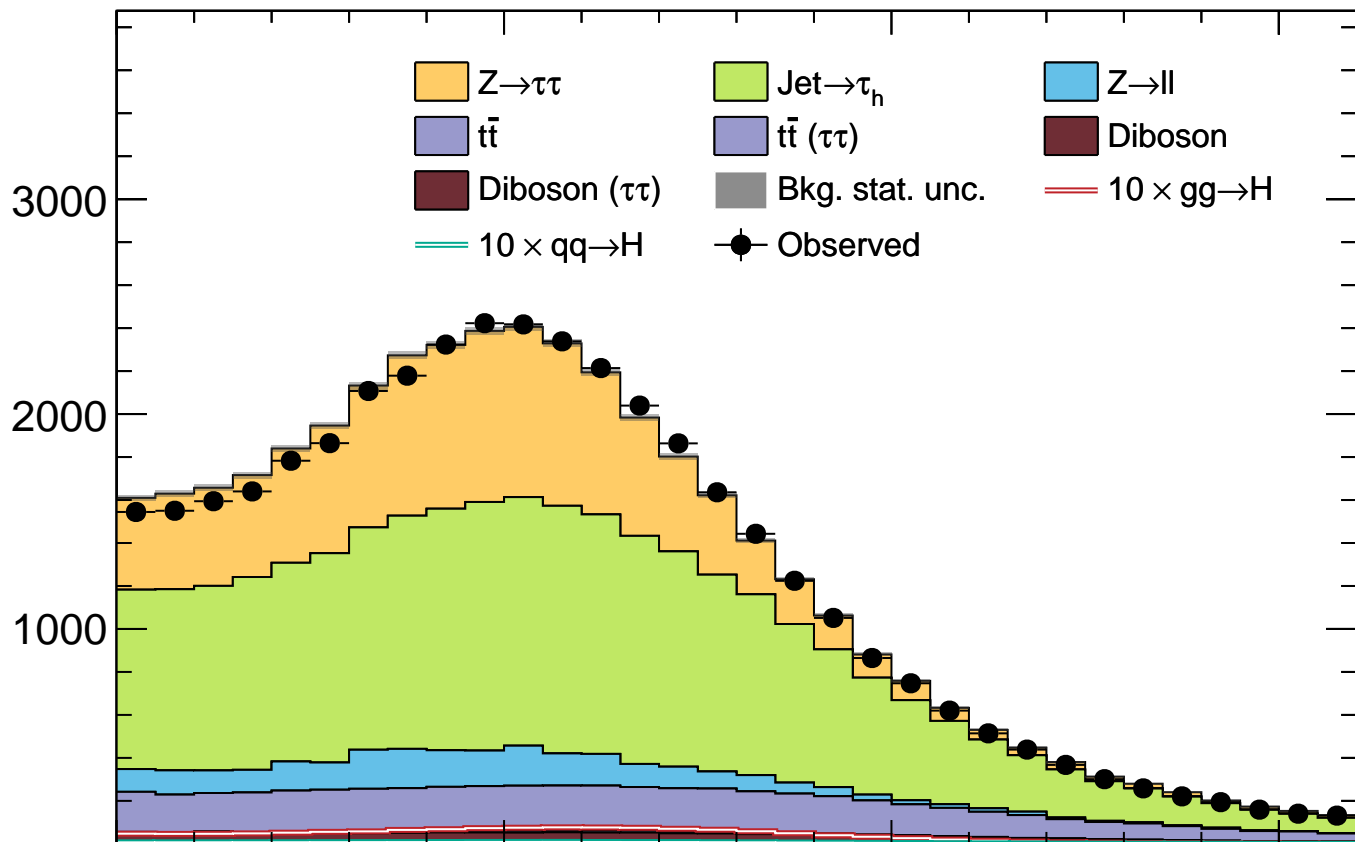 Z→ττ Jet→τₕ Z→ll
tt̄ tt̄ (ττ) Diboson
3000 Diboson (ττ) Bkg. stat. unc. 10 × gg→H
10 × qq→H Observed
2000
1000